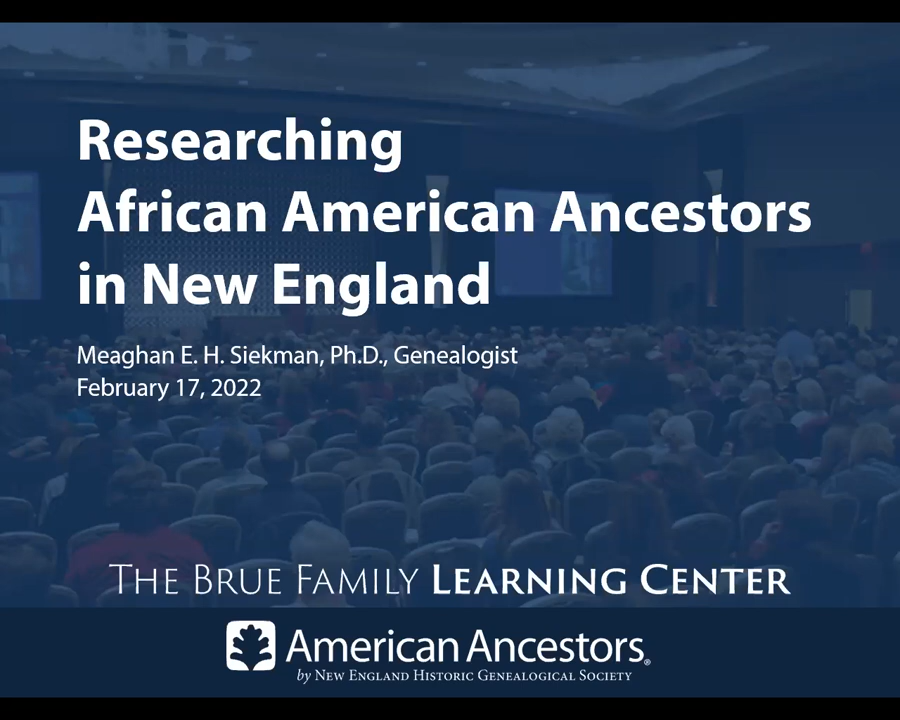 Researching
African American Ancestors
in New England
Meaghan E. H. Siekman, Ph.D., Genealogist
February 17, 2022
The Brue Family Learning Center
American Ancestors®
by New England Historic Genealogical Society